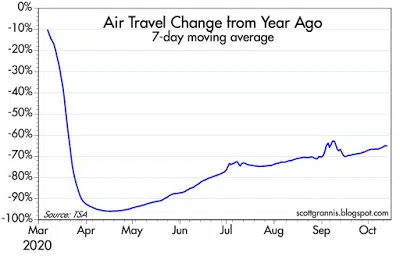 Air Travel Change from Year Ago
7-day moving average
0%
-10%
-20%
-30%
-40%
-50%
-60%
-70%
-80%
-90%
-100%
Source: TSA
scottgrannis.blogspot.com
Mar Apr May Jun Jul Aug Sep Oct
2020